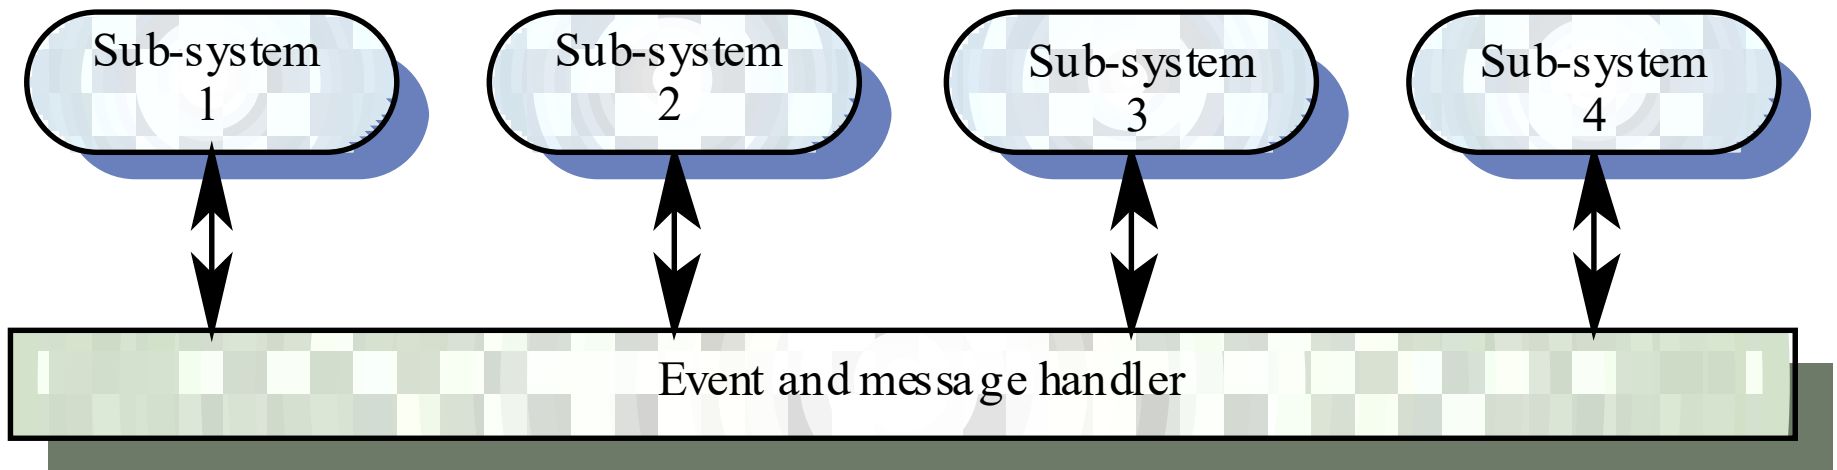 Sub-system
1
Sub-system
2
Sub-system
3
Sub-system
4
Event and message handler